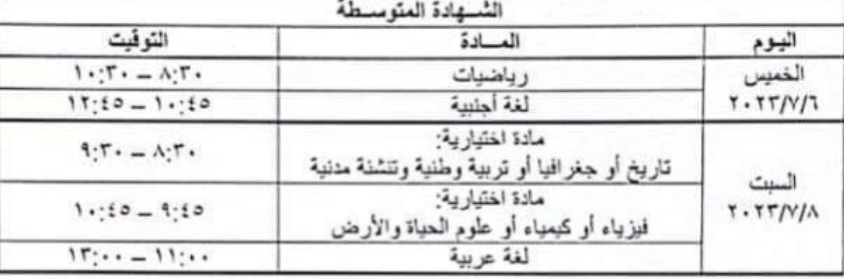 الشهادة المتوسطة
اليوم المادة التوقيت
الخميس ٢٠٢٣/٧/٦ رياضيات ٨:٣٠ – ١٠:٣٠
لغة أجنبية ١٠:٤٥ – ١٢:٤٥
السبت ٢٠٢٣/٧/٨ مادة اختيارية:
تاريخ أو جغرافيا أو تربية وطنية وتنشئة مدنية ٨:٣٠ – ٩:٣٠
مادة اختيارية:
فيزياء أو كيمياء أو علوم الحياة والأرض ٩:٤٥ – ١٠:٤٥
لغة عربية ١١:٠٠ – ١٣:٠٠